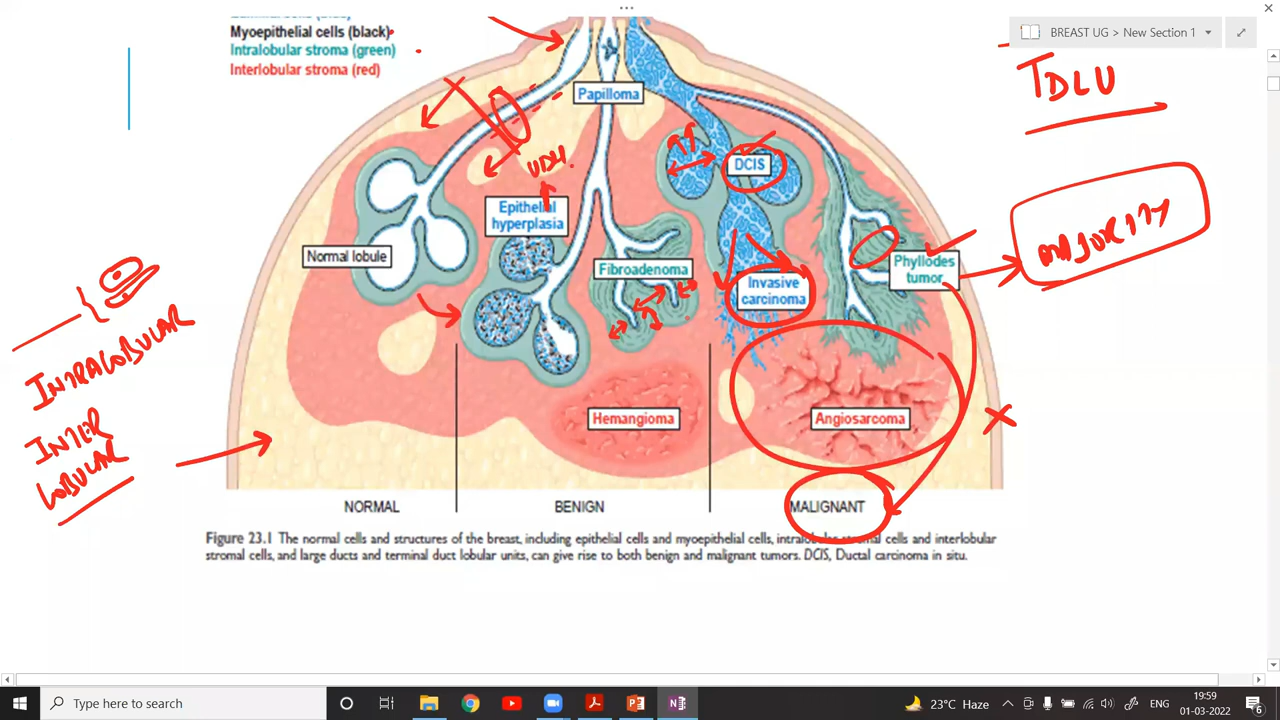 Myoepithelial cells (black)
Intralobular stroma (green)
Interlobular stroma (red)
BREAST UG > New Section 1
TDLU
Papilloma
DCIS
UDH
Epithelial
hyperplasia
Normal lobule
Fibroadenoma
Invasive
carcinoma
Phyllodes
tumor
MAJORITY
INTRALOBULAR
INTER
LOBULAR
Hemangioma
Angiosarcoma
X
NORMAL
BENIGN
MALIGNANT
Figure 23.1 The normal cells and structures of the breast, including epithelial cells and myoepithelial cells, intralobular stromal cells and interlobular
stromal cells, and large ducts and terminal duct lobular units, can give rise to both benign and malignant tumors. DCIS, Ductal carcinoma in situ.
Type here to search
23°C Haze
ENG
19:59
01-03-2022
6